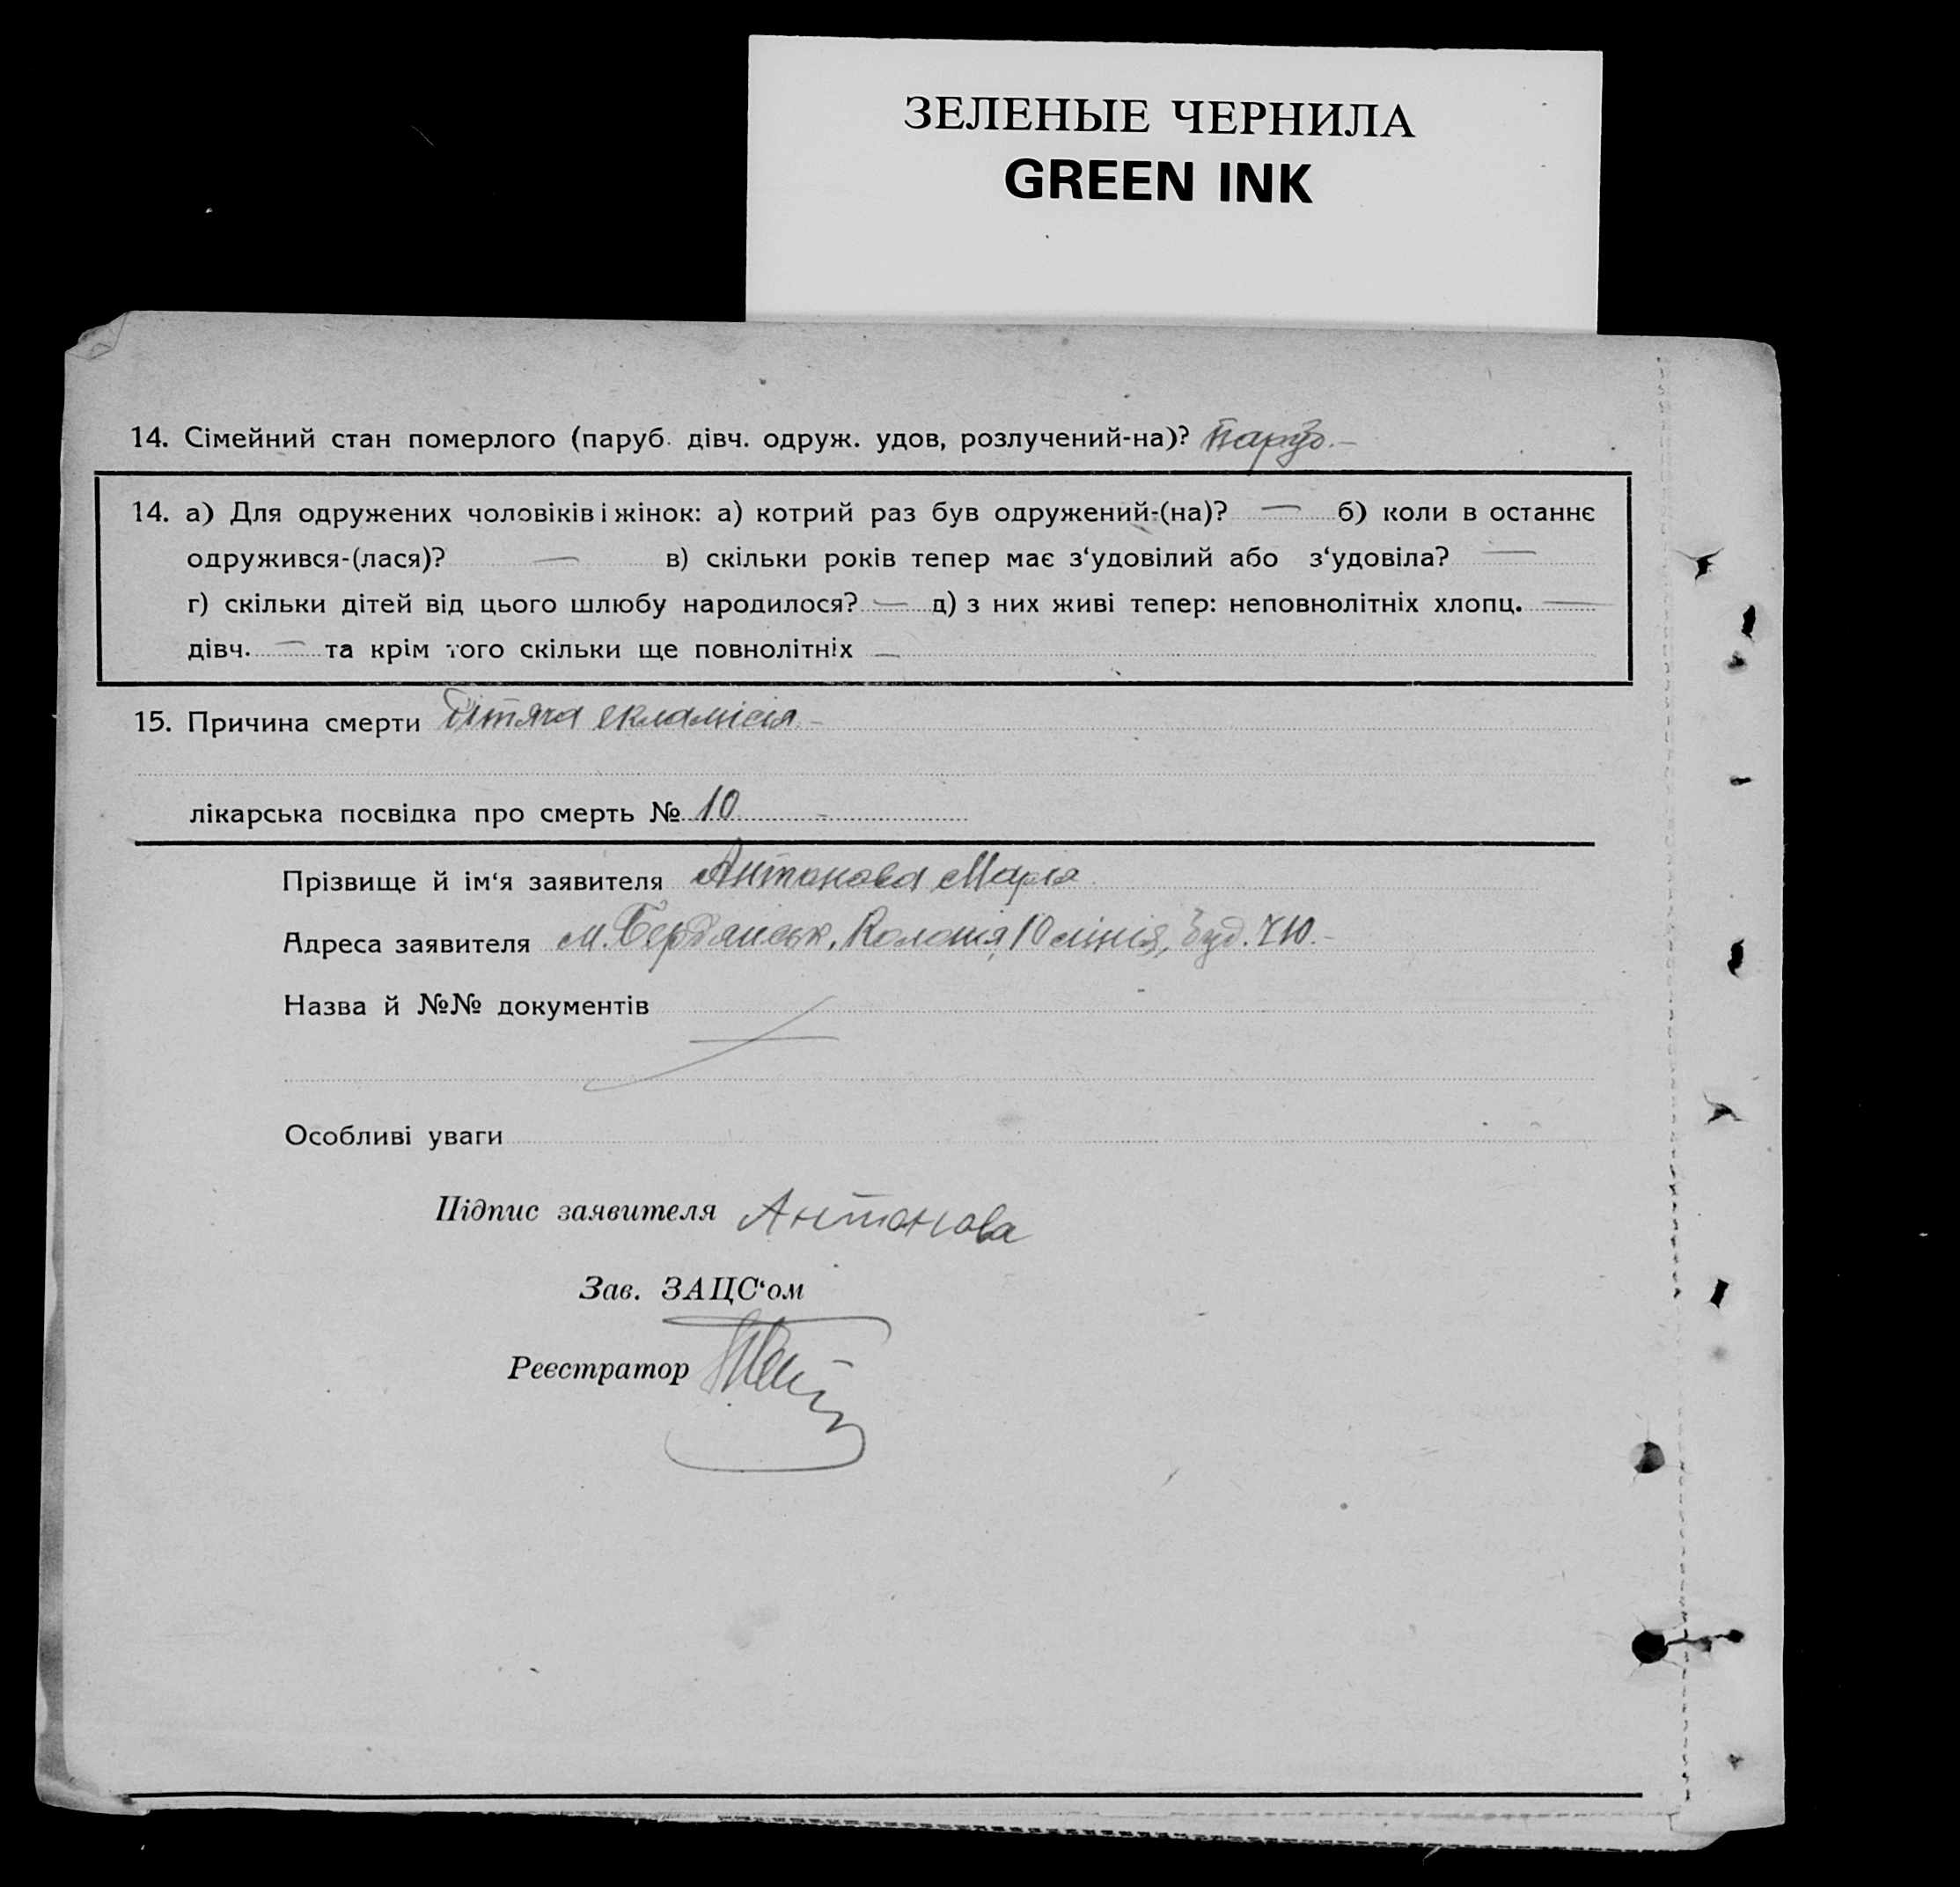 ЗЕЛЕНЫЕ ЧЕРНИЛА
GREEN INK
14. Сімейний стан померлого (паруб. дівч. одруж. удов, розлучений-на)? паруб. –
14. а) Для одружених чоловіків і жінок: а) котрий раз був одружений-(на)? — б) коли в останнє
одружився-(лася)? — в) скільки років тепер має з‘удовілий або з‘удовіла? —
г) скільки дітей від цього шлюбу народилося? — д) з них живі тепер: неповнолітніх хлопц. —
дівч. — та крім того скільки ще повнолітніх —
15. Причина смерти Дітяча екламісія –
лікарська посвідка про смерть № 10 –
Прізвище й ім‘я заявителя Антонова Марія
Адреса заявителя м. Бердянськ, Колонія, 10 лінія, буд.
Назва й №№ документів
Особливі уваги
Підпис заявителя Антонова
Зав. ЗАЦС‘ом
Реєстратор